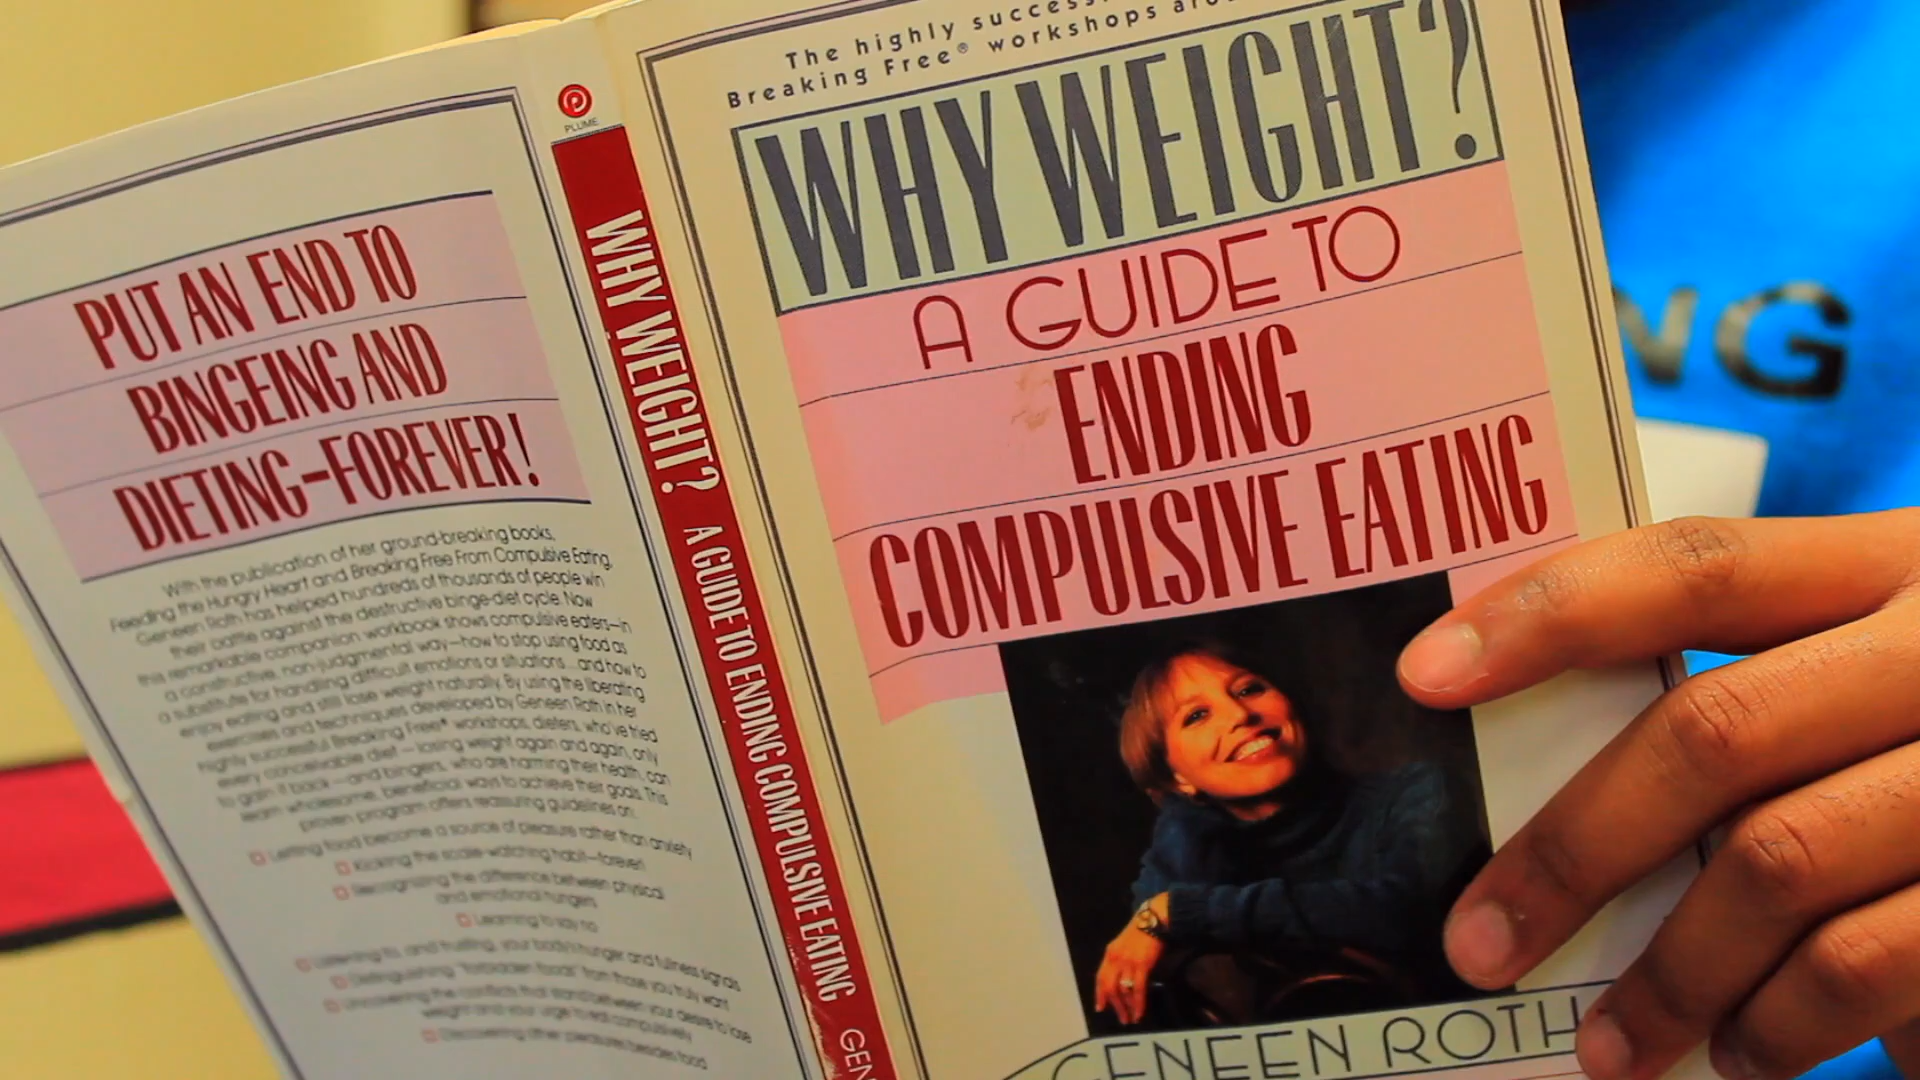 PUT AN END TO
BINGEING AND
DIETING-FOREVER!
With the publication of her ground-breaking books,
Feeding the Hungry Heart and Breaking Free From Compulsive Eating,
Geneen Roth has helped hundreds of thousands of people win
their battle against the destructive binge-diet cycle. Now
this remarkable companion workbook shows compulsive eaters—in
a constructive, non-judgmental way—how to stop using food as
a substitute for handling difficult emotions or situations...and how to
enjoy eating and still lose weight naturally. By using the liberating
exercises and techniques developed by Geneen Roth in her
highly successful Breaking Free® workshops, dieters, who've tried
every conceivable diet — losing weight again and again, only
to gain it back—and bingers, who are harming their health, can
learn wholesome, beneficial ways to achieve their goals. This
proven program offers reassuring guidelines on:
Letting food become a source of pleasure rather than anxiety
Kicking the scale-watching habit—forever!
Recognizing the difference between physical
and emotional hungers
Learning to say no
Listening to, and trusting, your body's hunger and fullness signals
Distinguishing "forbidden foods" from those you truly want
Uncovering the conflicts that stand between your desire to lose
weight and your urge to eat compulsively
Discovering other pleasures besides food
PLUME
WHY WEIGHT? A GUIDE TO ENDING COMPULSIVE EATING GEN
The highly success
Breaking Free® workshops aro
WHY WEIGHT?
A GUIDE TO
ENDING
COMPULSIVE EATING
GENEEN ROTH
NG